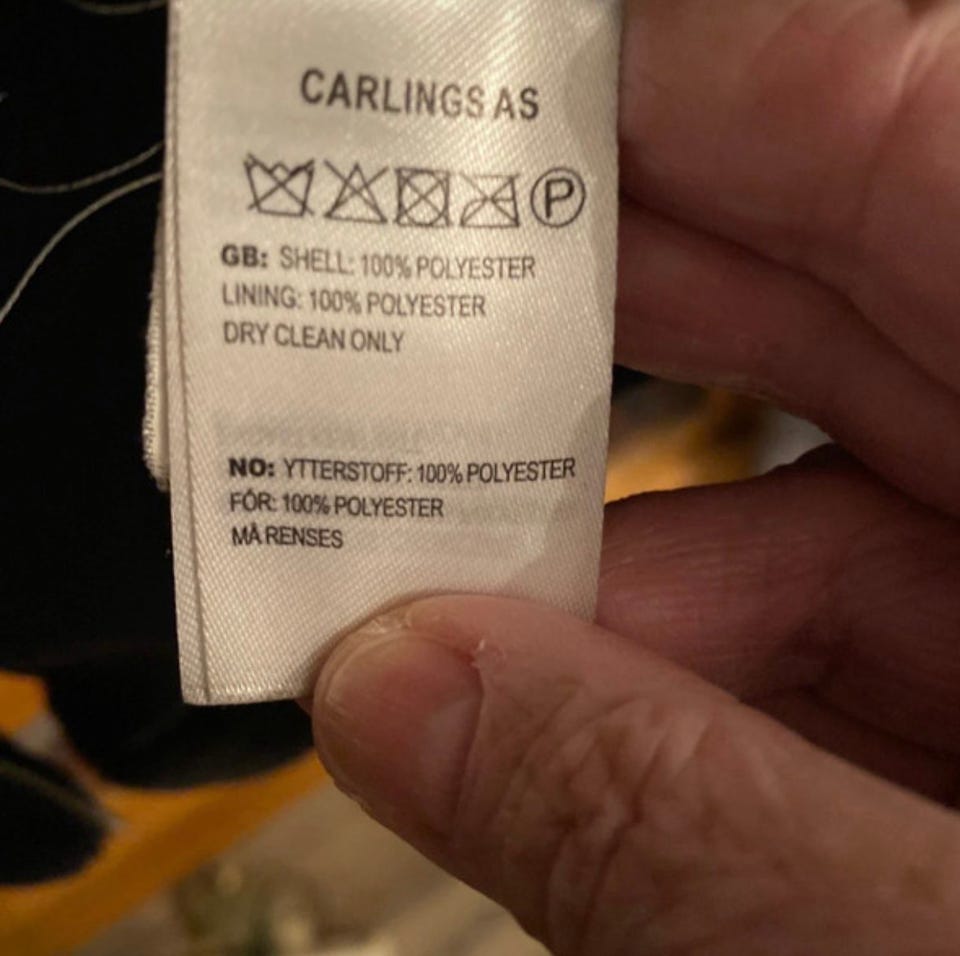 CARLINGS AS
P
GB: SHELL: 100% POLYESTER
LINING: 100% POLYESTER
DRY CLEAN ONLY
NO: YTTERSTOFF: 100% POLYESTER
FÓR: 100% POLYESTER
MÅ RENSES